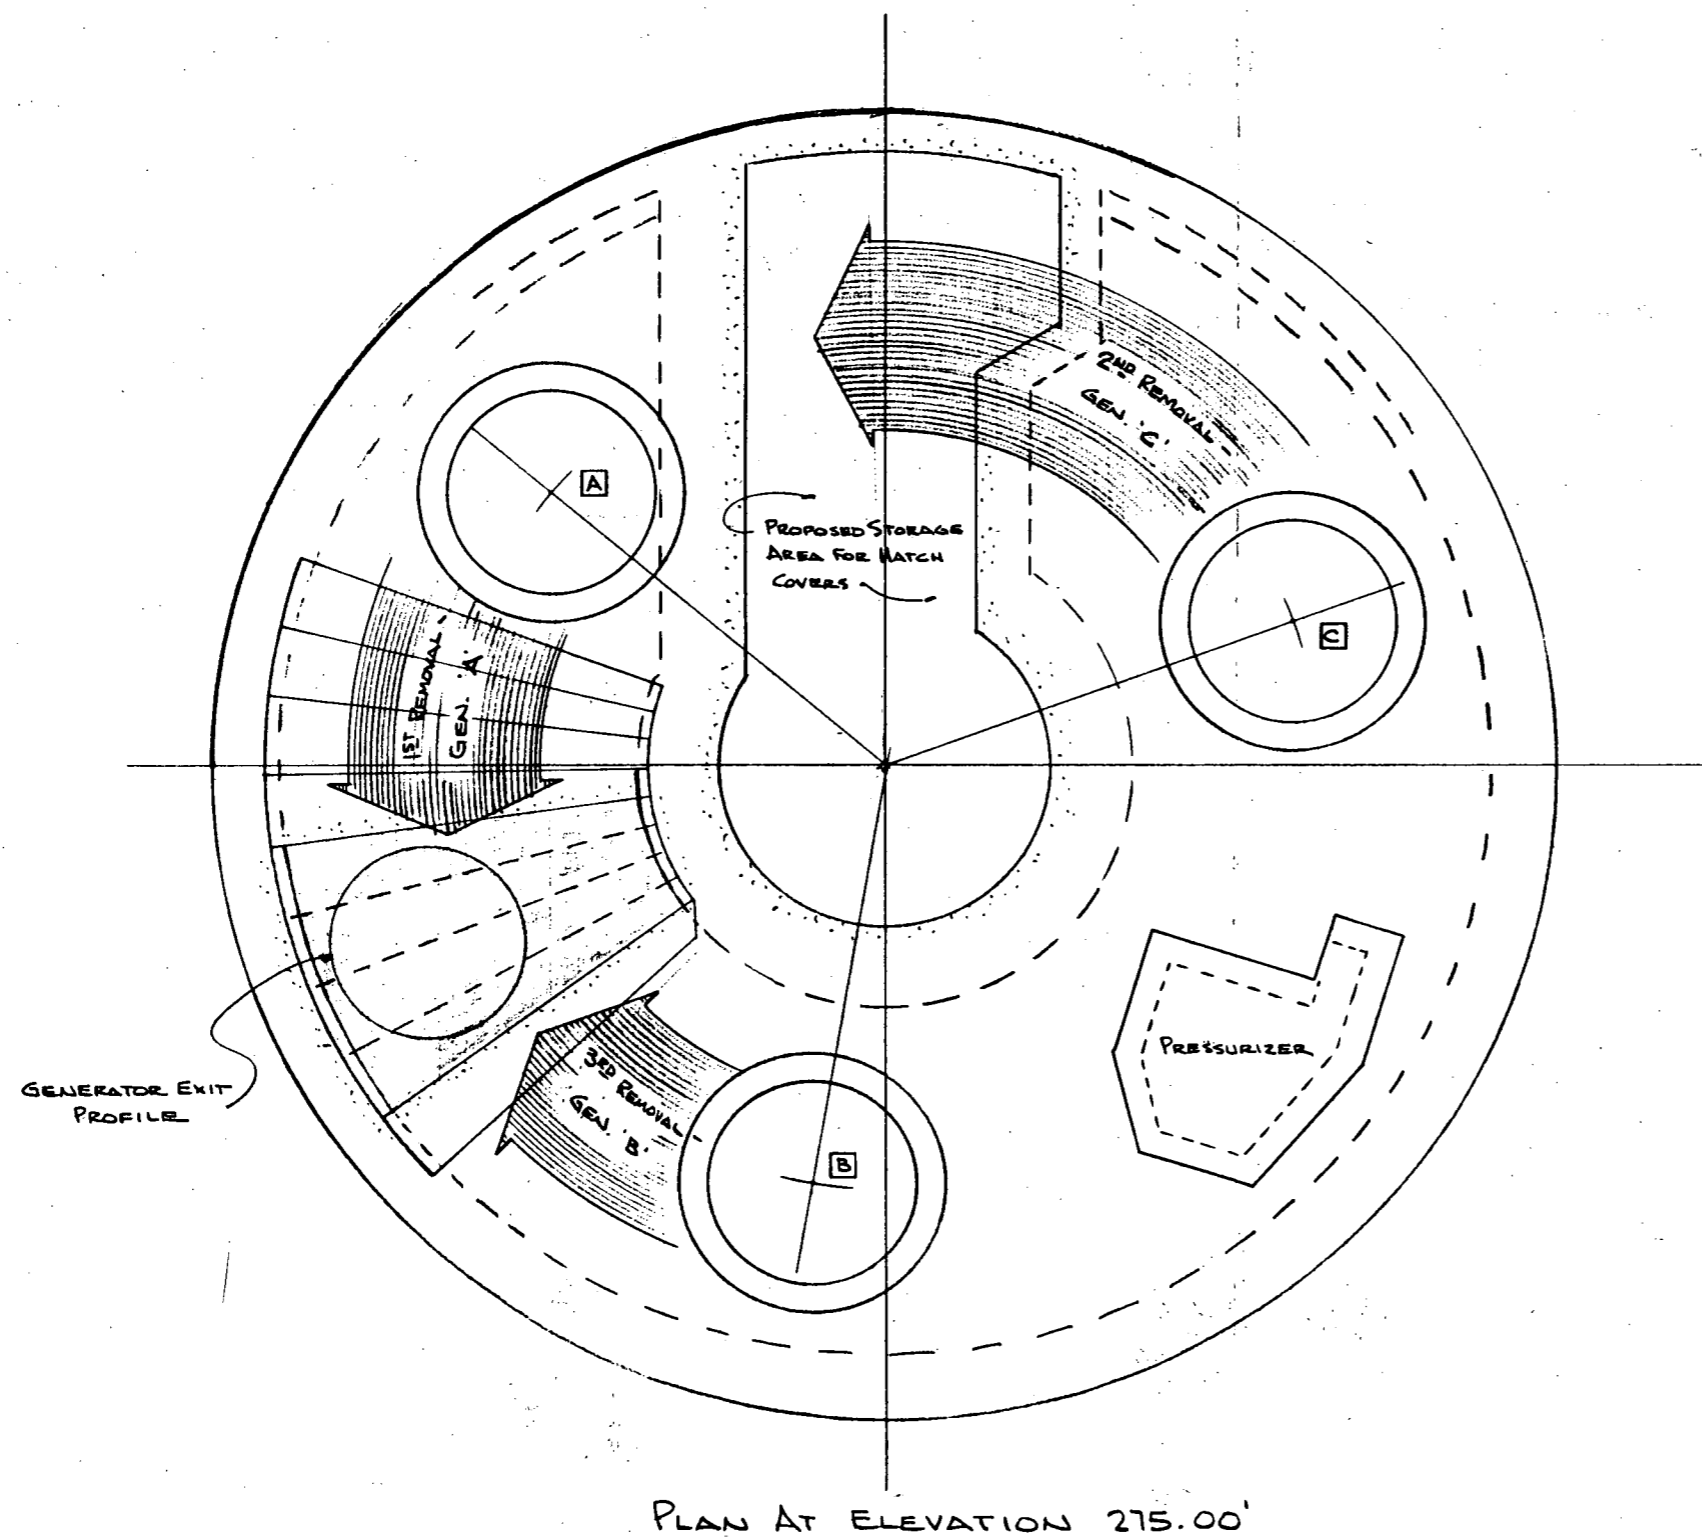 2ND REMOVAL
GEN. 'C'
A
PROPOSED STORAGE
AREA FOR HATCH
COVERS
C
1ST REMOVAL
GEN. 'A'
GENERATOR EXIT
PROFILE
3RD REMOVAL
GEN. 'B'
PRESSURIZER
B
PLAN AT ELEVATION 275.00'